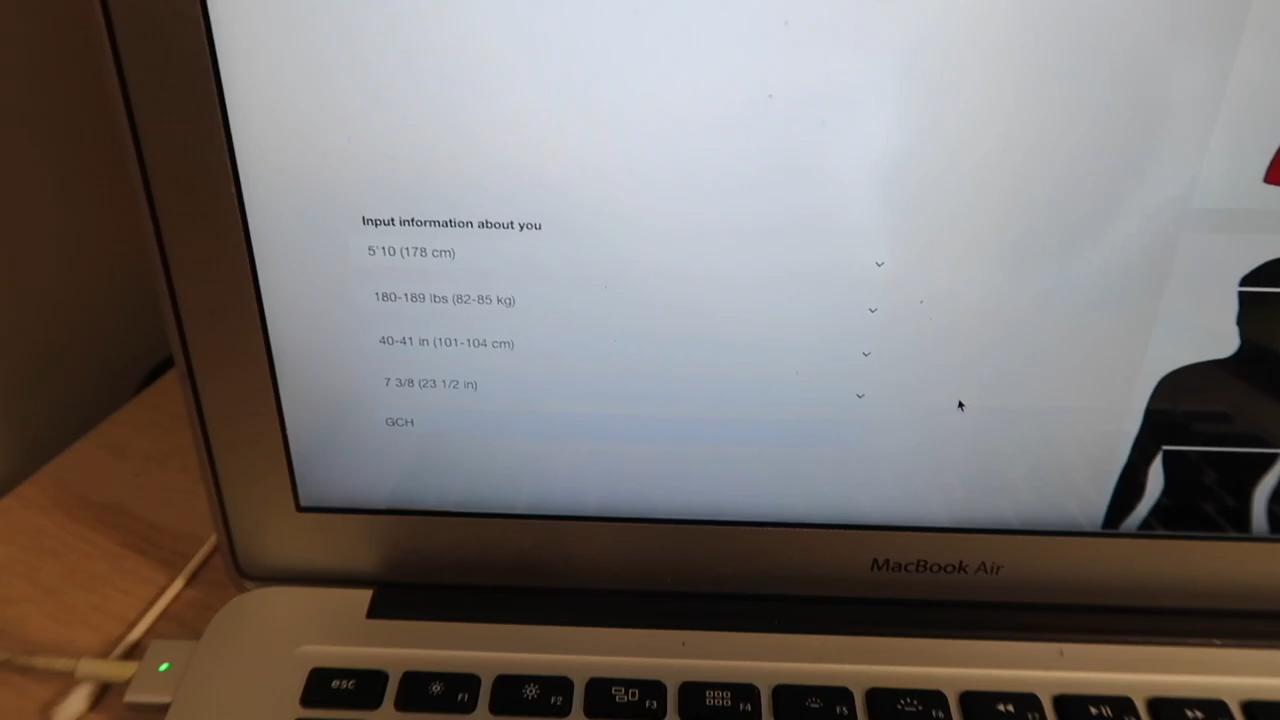 Input information about you
5'10 (178 cm)
180-189 lbs (82-85 kg)
40-41 in (101-104 cm)
7 3/8 (23 1/2 in)
GCH
MacBook Air
esc
F1
F2
F3
F4
F5
F6
F7